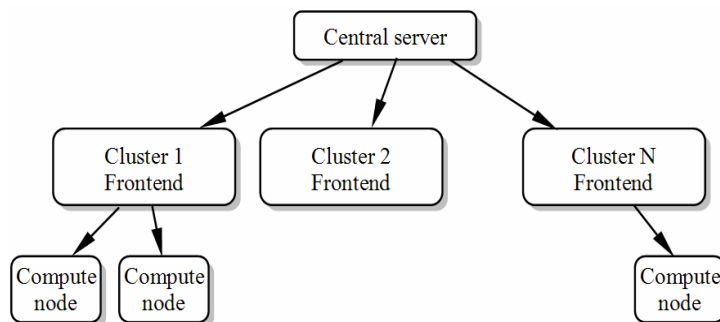 Central server
Cluster 1
Frontend
Cluster 2
Frontend
Cluster N
Frontend
Compute
node
Compute
node
Compute
node